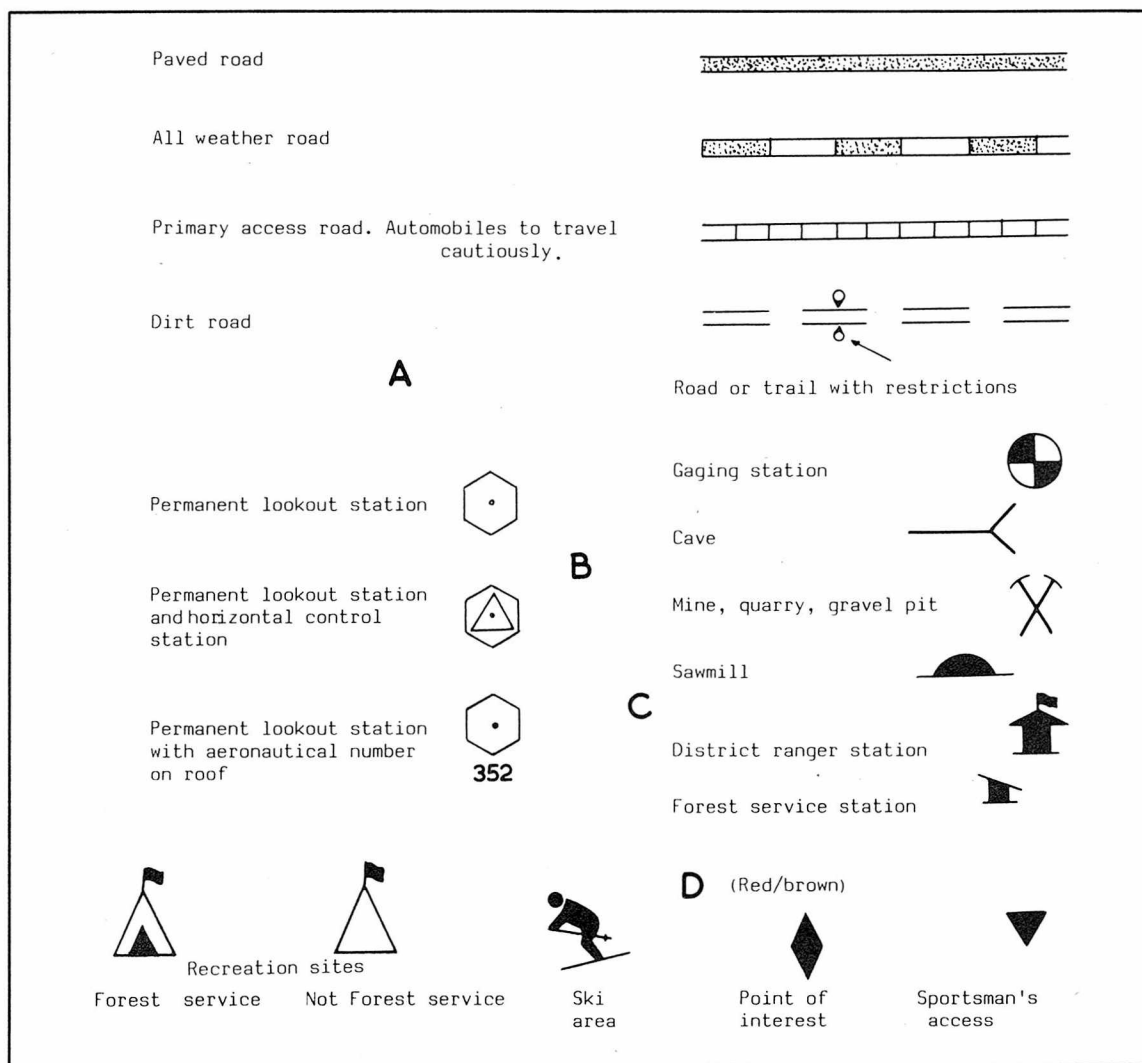 Paved road
All weather road
Primary access road. Automobiles to travel
cautiously.
Dirt road
A
Road or trail with restrictions
Permanent lookout station
B
Permanent lookout station
and horizontal control
station
Permanent lookout station
with aeronautical number
on roof
352
Gaging station
Cave
Mine, quarry, gravel pit
Sawmill
C
District ranger station
Forest service station
D (Red/brown)
Recreation sites
Forest service
Not Forest service
Ski
area
Point of
interest
Sportsman's
access